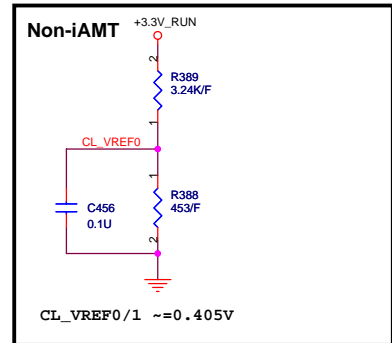 Non-iAMT
+3.3V_RUN
2
R389
3.24K/F
1
CL_VREF0
1
C456
0.1U
R388
453/F
2
CL_VREF0/1 ~=0.405V